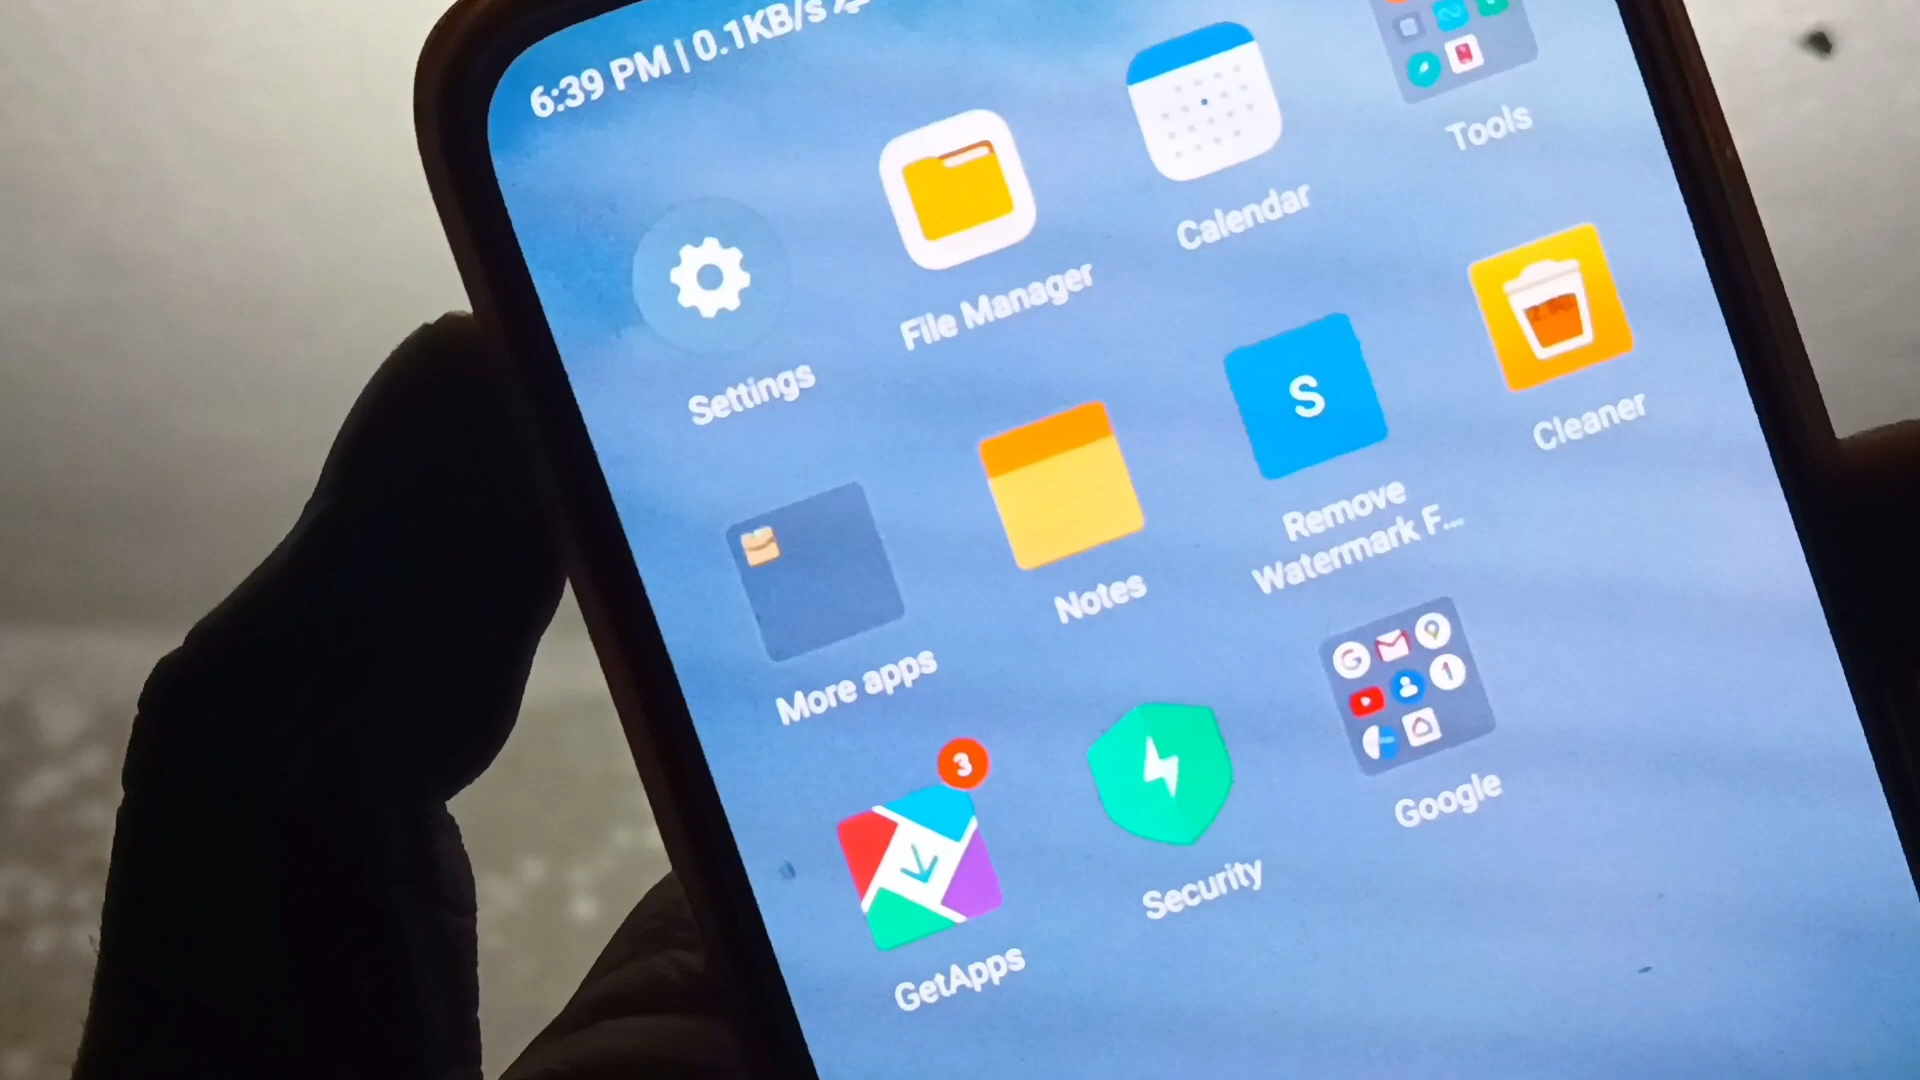 6:39 PM | 0.1KB/s
Settings
File Manager
Calendar
Tools
More apps
Notes
S
Remove
Watermark F...
Cleaner
3
GetApps
Security
G
1
Google